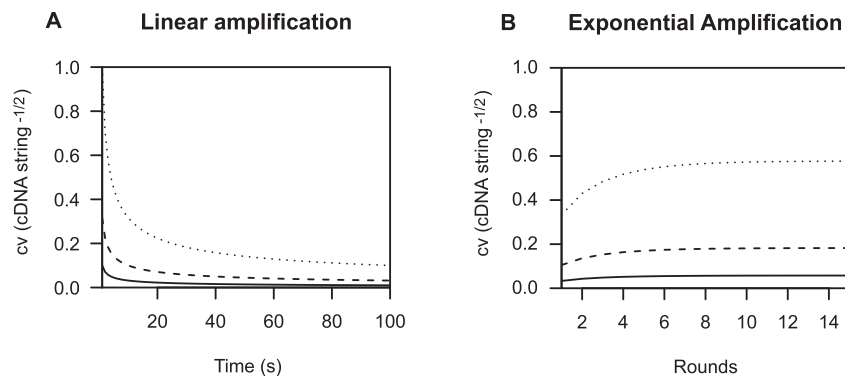 A
Linear amplification
1.0
0.8
0.6
0.4
0.2
0.0
cv (cDNA string -1/2)
20 40 60 80 100
Time (s)
B
Exponential Amplification
1.0
0.8
0.6
0.4
0.2
0.0
cv (cDNA string -1/2)
2 4 6 8 10 12 14
Rounds